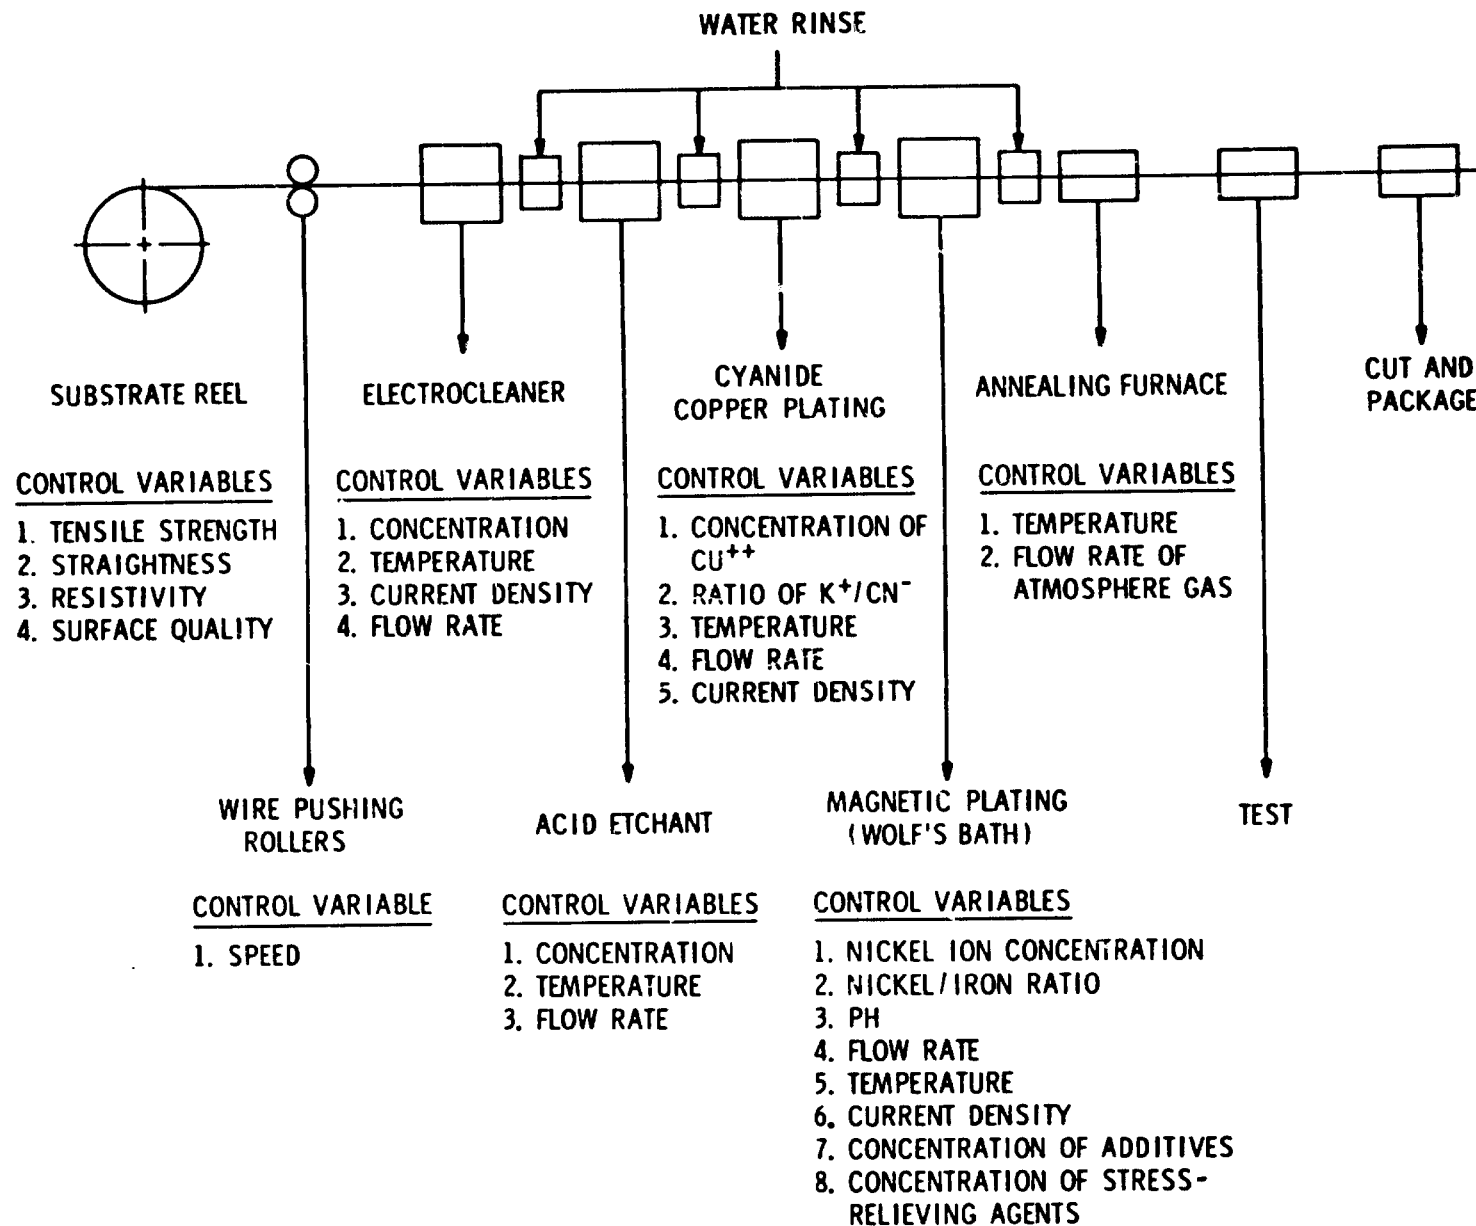 WATER RINSE
SUBSTRATE REEL
CONTROL VARIABLES
1. TENSILE STRENGTH
2. STRAIGHTNESS
3. RESISTIVITY
4. SURFACE QUALITY
ELECTROCLEANER
CONTROL VARIABLES
1. CONCENTRATION
2. TEMPERATURE
3. CURRENT DENSITY
4. FLOW RATE
CYANIDE
COPPER PLATING
CONTROL VARIABLES
1. CONCENTRATION OF
CU⁺⁺
2. RATIO OF K⁺/CN⁻
3. TEMPERATURE
4. FLOW RATE
5. CURRENT DENSITY
ANNEALING FURNACE
CONTROL VARIABLES
1. TEMPERATURE
2. FLOW RATE OF
ATMOSPHERE GAS
CUT AND
PACKAGE
WIRE PUSHING
ROLLERS
CONTROL VARIABLE
1. SPEED
ACID ETCHANT
CONTROL VARIABLES
1. CONCENTRATION
2. TEMPERATURE
3. FLOW RATE
MAGNETIC PLATING
(WOLF'S BATH)
CONTROL VARIABLES
1. NICKEL ION CONCENTRATION
2. NICKEL/IRON RATIO
3. PH
4. FLOW RATE
5. TEMPERATURE
6. CURRENT DENSITY
7. CONCENTRATION OF ADDITIVES
8. CONCENTRATION OF STRESS-
RELIEVING AGENTS
TEST